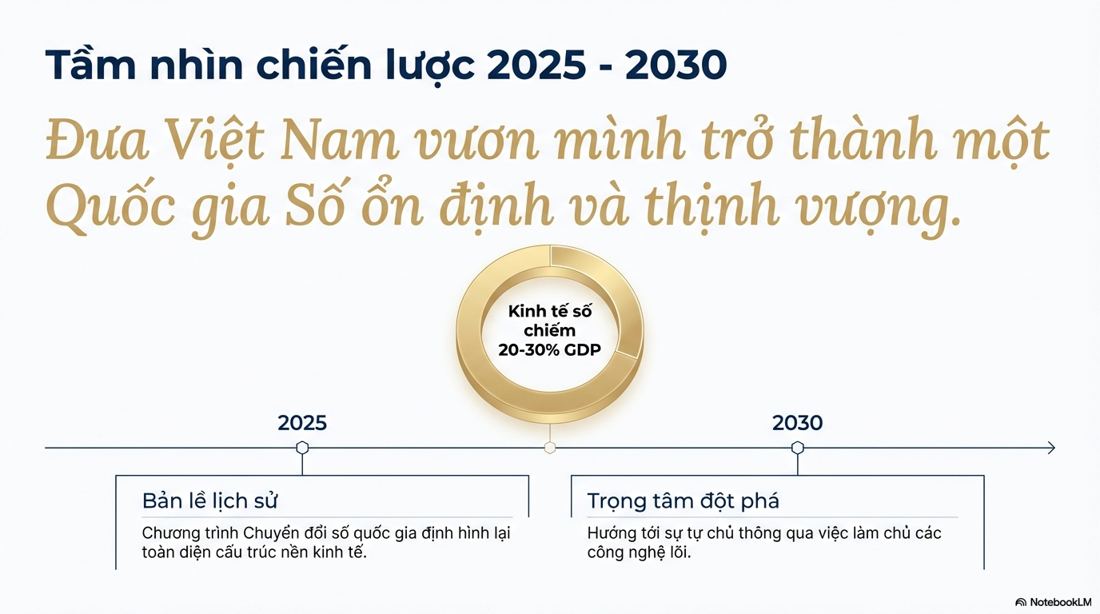 Tầm nhìn chiến lược 2025 - 2030
Đưa Việt Nam vươn mình trở thành một
Quốc gia Số ổn định và thịnh vượng.
Kinh tế số
chiếm
20-30% GDP
2025
2030
Bản lề lịch sử
Chương trình Chuyển đổi số quốc gia định hình lại
toàn diện cấu trúc nền kinh tế.
Trọng tâm đột phá
Hướng tới sự tự chủ thông qua việc làm chủ các
công nghệ lõi.
NotebookLM